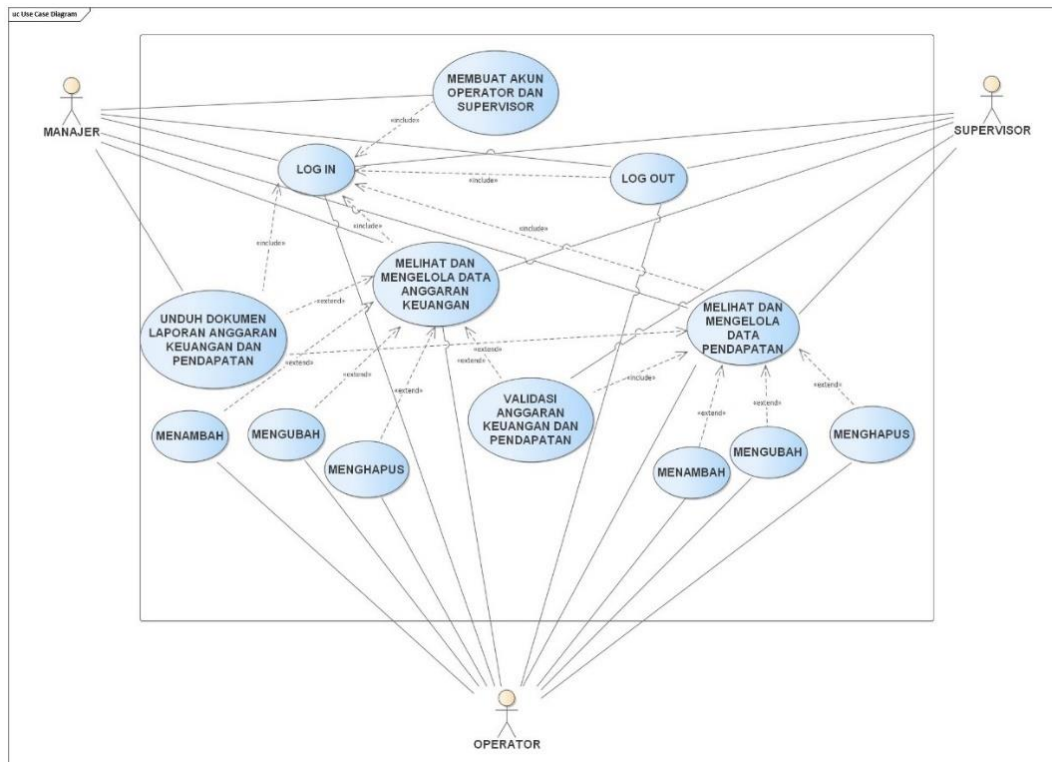 uc Use Case Diagram
MEMBUAT AKUN
OPERATOR DAN
SUPERVISOR
MANAJER
SUPERVISOR
«include»
LOG IN
LOG OUT
«include»
«include»
«include»
«include»
MELIHAT DAN
MENGELOLA DATA
ANGGARAN
KEUANGAN
UNDUH DOKUMEN
LAPORAN ANGGARAN
KEUANGAN DAN
PENDAPATAN
«extend»
MELIHAT DAN
MENGELOLA
DATA
PENDAPATAN
«extend»
«extend»
«extend»
«extend»
«extend»
«include»
VALIDASI
ANGGARAN
KEUANGAN DAN
PENDAPATAN
«extend»
«extend»
«extend»
MENAMBAH
MENGUBAH
MENGHAPUS
MENAMBAH
MENGUBAH
MENGHAPUS
OPERATOR